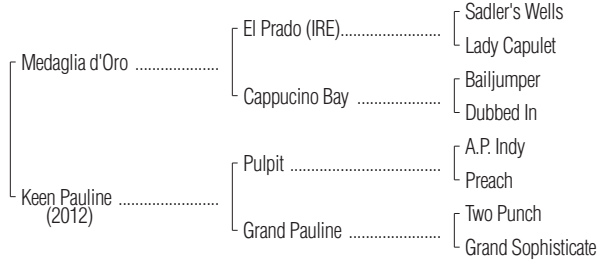 Sadler's Wells
El Prado (IRE)....................
Lady Capulet
Medaglia d'Oro .................
Bailjumper
Cappucino Bay .................
Dubbed In
A.P. Indy
Pulpit ..............................
Preach
Keen Pauline ....................
(2012)
Two Punch
Grand Pauline ..................
Grand Sophisticate